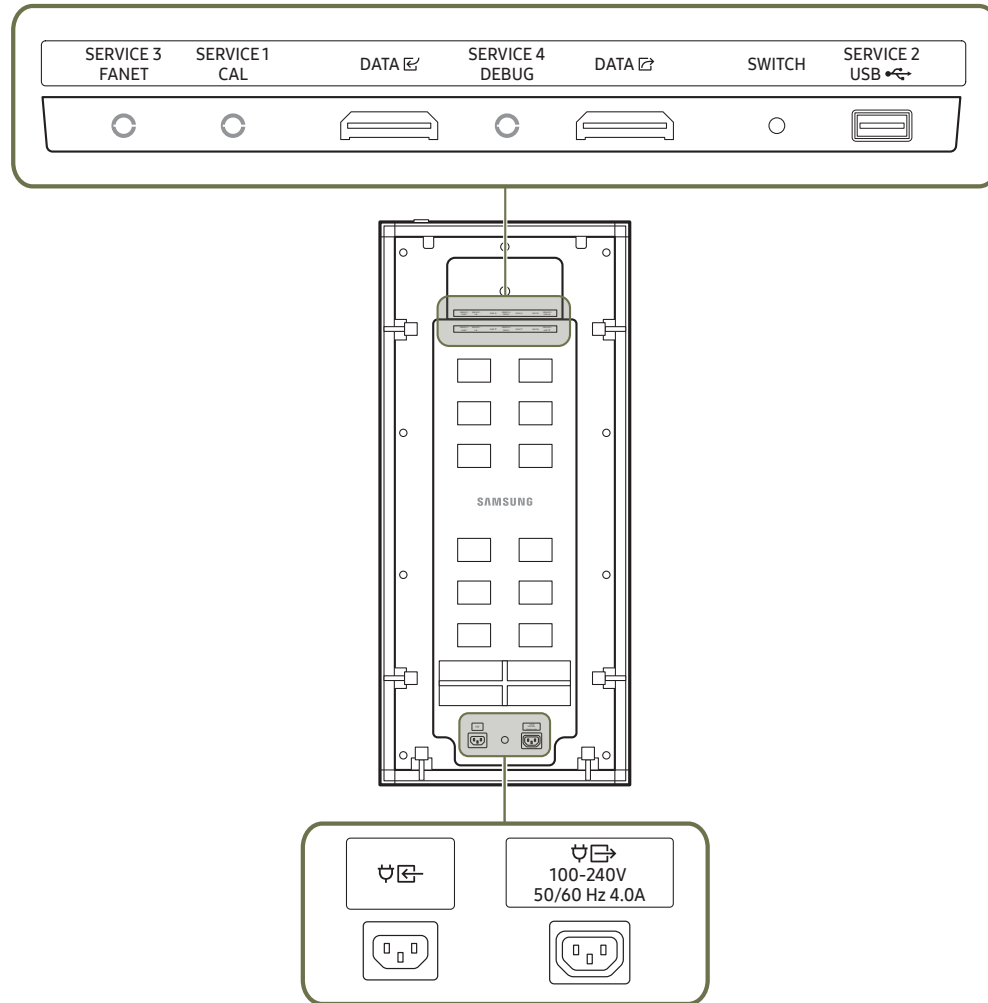 SERVICE 3
FANET
SERVICE 1
CAL
DATA
SERVICE 4
DEBUG
DATA
SWITCH
SERVICE 2
USB
SAMSUNG
100-240V
50/60 Hz 4.0A